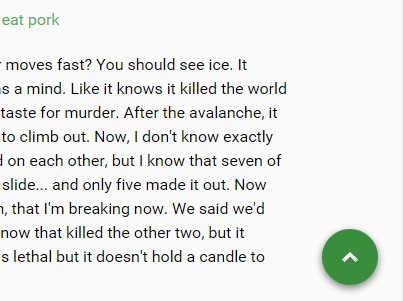 eat pork
moves fast? You should see ice. It
a mind. Like it knows it killed the world
taste for murder. After the avalanche, it
to climb out. Now, I don't know exactly
on each other, but I know that seven of
slide... and only five made it out. Now
that I'm breaking now. We said we'd
now that killed the other two, but it
lethal but it doesn't hold a candle to